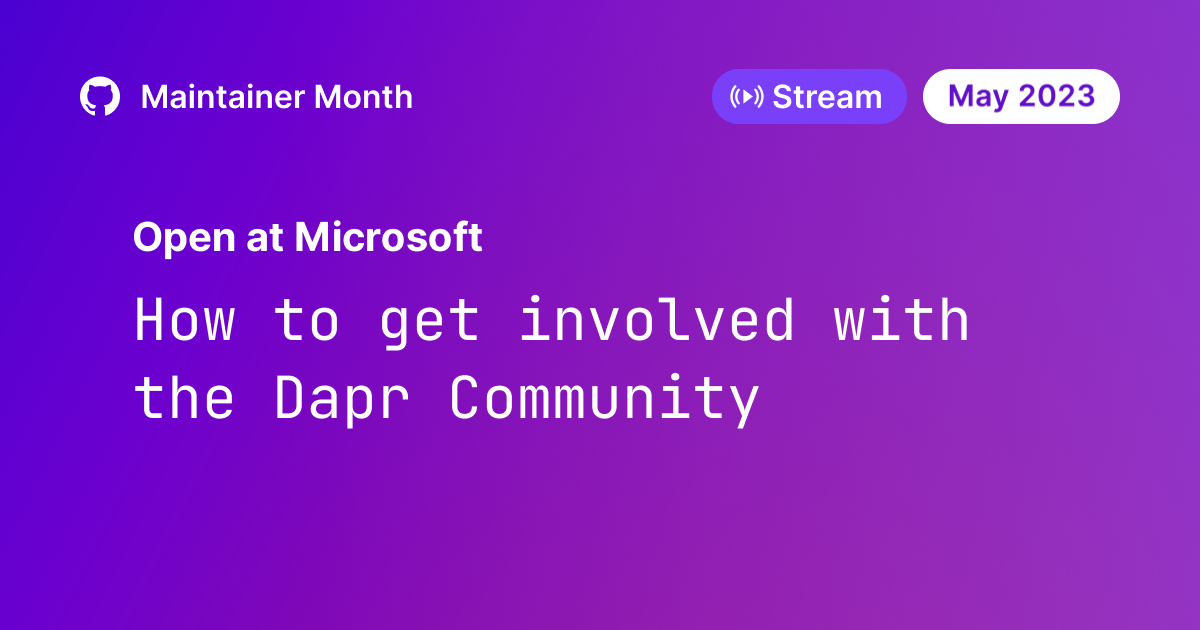 Maintainer Month
Stream
May 2023
Open at Microsoft
How to get involved with
the Dapr Community